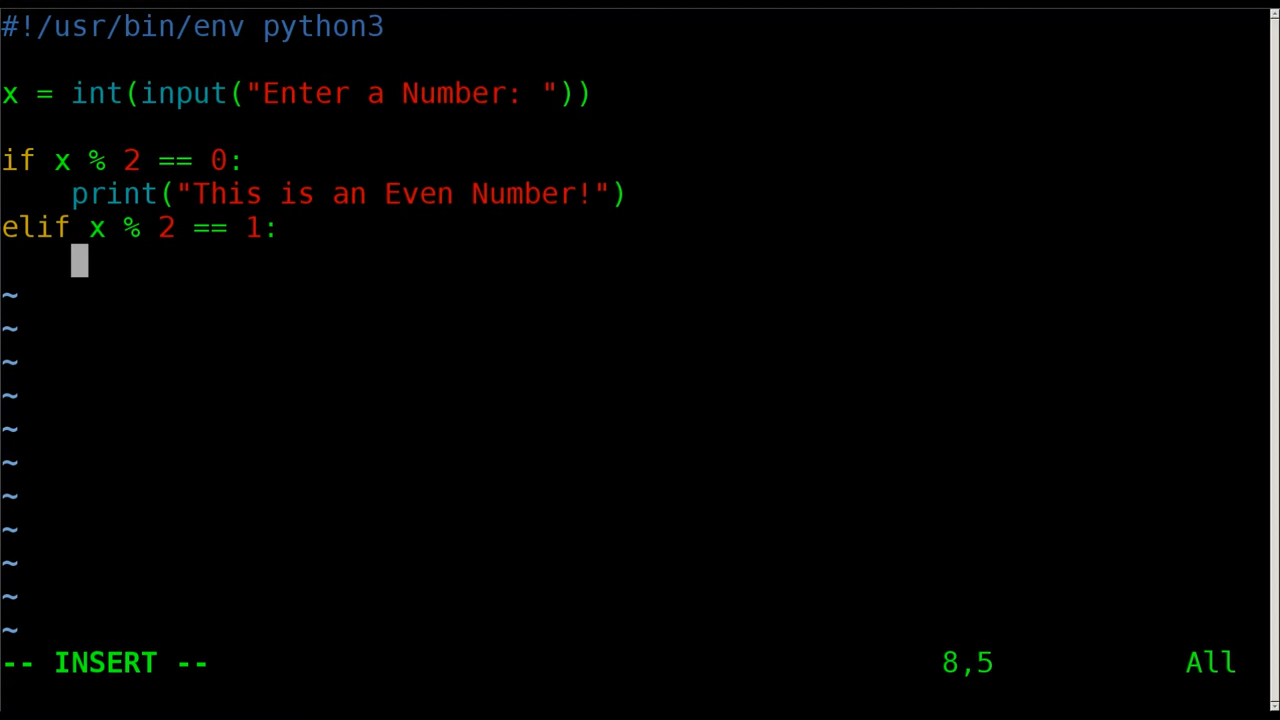 #!/usr/bin/env python3
x = int(input("Enter a Number: "))
if x % 2 == 0:
    print("This is an Even Number!")
elif x % 2 == 1:
~
~
~
~
~
~
~
~
~
~
~
-- INSERT -- 8,5 All